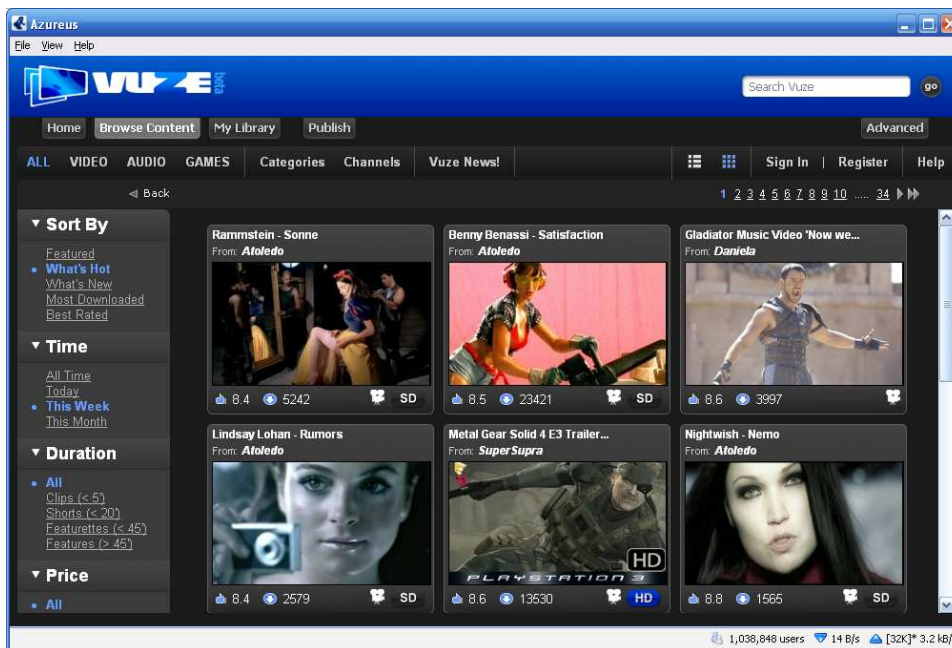 Azureus
File View Help
VUZE beta
Search Vuze
go
Home Browse Content My Library Publish Advanced
ALL VIDEO AUDIO GAMES Categories Channels Vuze News! Sign In | Register Help
Back 1 2 3 4 5 6 7 8 9 10 ..... 34
Sort By
Featured
What's Hot
What's New
Most Downloaded
Best Rated
Time
All Time
Today
This Week
This Month
Duration
All
Clips (< 5')
Shorts (< 20')
Featurettes (< 45')
Features (> 45')
Price
All
Rammstein - Sonne
From: Atoledo
8.4 5242 SD
Benny Benassi - Satisfaction
From: Atoledo
8.5 23421 SD
Gladiator Music Video 'Now we...
From: Daniela
8.6 3997
Lindsay Lohan - Rumors
From: Atoledo
8.4 2579 SD
Metal Gear Solid 4 E3 Trailer...
From: SuperSupra
HD
PLAYSTATION 3
8.6 13530 HD
Nightwish - Nemo
From: Atoledo
8.8 1565 SD
1,038,848 users 14 B/s [32K]* 3.2 kB/